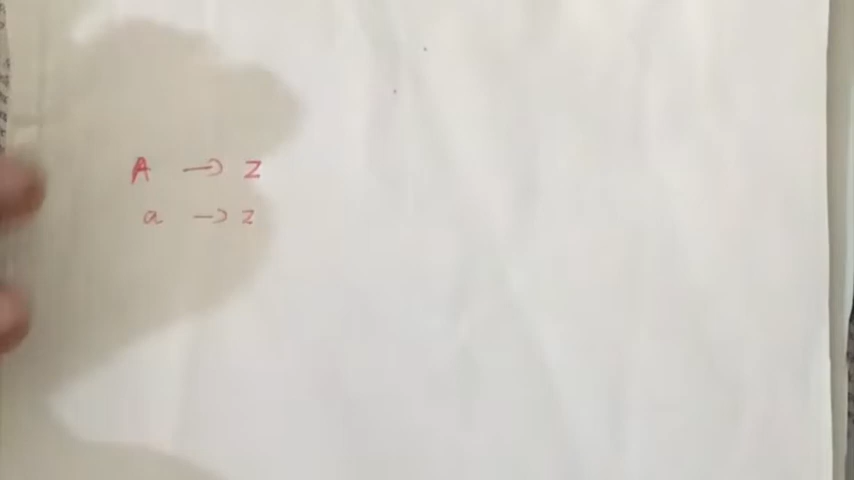 A → Z
a → z